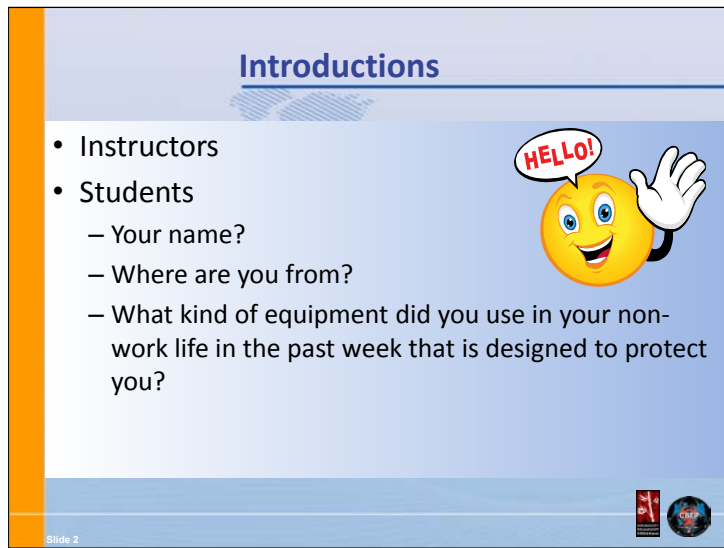 Introductions
• Instructors
HELLO!
• Students
– Your name?
– Where are you from?
– What kind of equipment did you use in your non-
work life in the past week that is designed to protect
you?
Slide 2